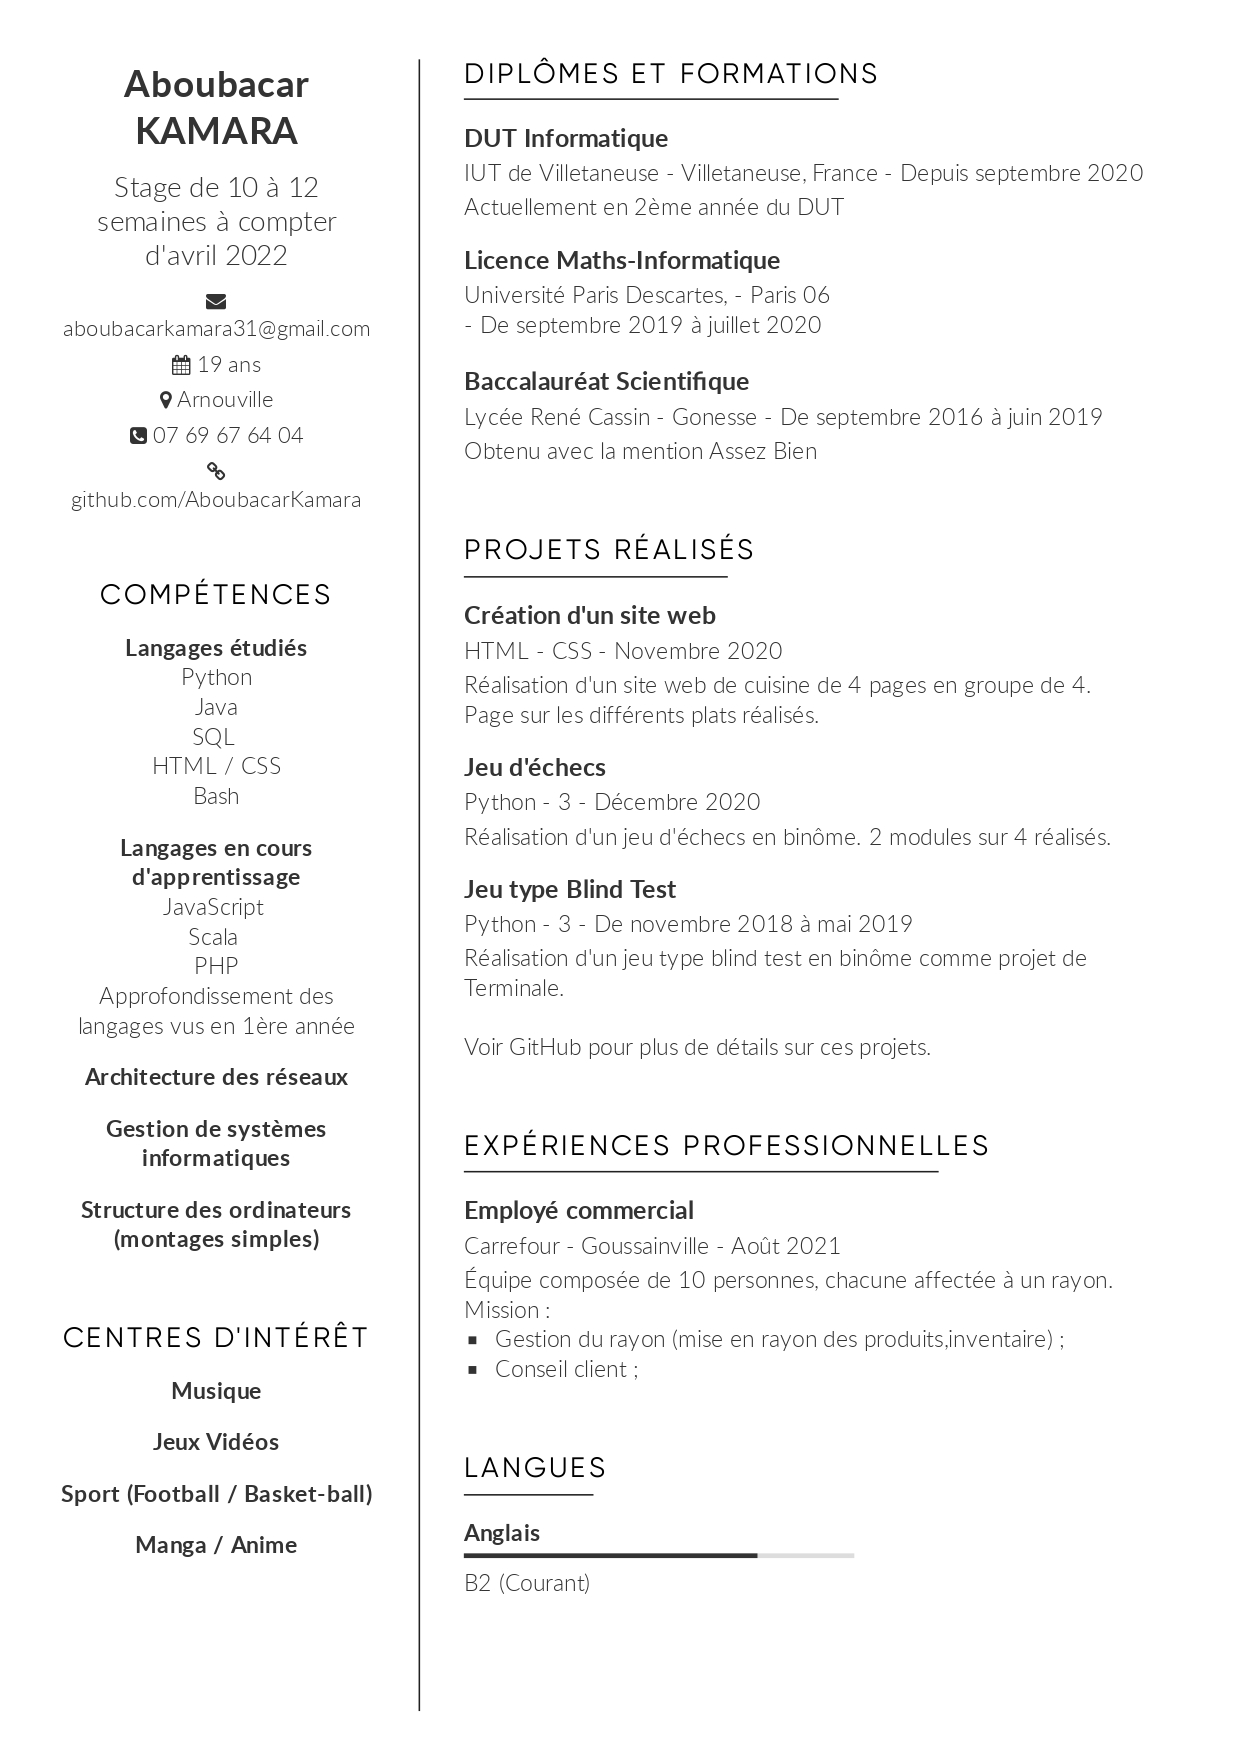 Aboubacar
KAMARA
Stage de 10 à 12
semaines à compter
d'avril 2022
aboubacarkamara31@gmail.com
19 ans
Arnouville
07 69 67 64 04
github.com/AboubacarKamara
COMPÉTENCES
Langages étudiés
Python
Java
SQL
HTML / CSS
Bash
Langages en cours
d'apprentissage
JavaScript
Scala
PHP
Approfondissement des
langages vus en 1ère année
Architecture des réseaux
Gestion de systèmes
informatiques
Structure des ordinateurs
(montages simples)
CENTRES D'INTÉRÊT
Musique
Jeux Vidéos
Sport (Football / Basket-ball)
Manga / Anime
DIPLÔMES ET FORMATIONS
DUT Informatique
IUT de Villetaneuse - Villetaneuse, France - Depuis septembre 2020
Actuellement en 2ème année du DUT
Licence Maths-Informatique
Université Paris Descartes, - Paris 06
- De septembre 2019 à juillet 2020
Baccalauréat Scientifique
Lycée René Cassin - Gonesse - De septembre 2016 à juin 2019
Obtenu avec la mention Assez Bien
PROJETS RÉALISÉS
Création d'un site web
HTML - CSS - Novembre 2020
Réalisation d'un site web de cuisine de 4 pages en groupe de 4.
Page sur les différents plats réalisés.
Jeu d'échecs
Python - 3 - Décembre 2020
Réalisation d'un jeu d'échecs en binôme. 2 modules sur 4 réalisés.
Jeu type Blind Test
Python - 3 - De novembre 2018 à mai 2019
Réalisation d'un jeu type blind test en binôme comme projet de
Terminale.
Voir GitHub pour plus de détails sur ces projets.
EXPÉRIENCES PROFESSIONNELLES
Employé commercial
Carrefour - Goussainville - Août 2021
Équipe composée de 10 personnes, chacune affectée à un rayon.
Mission :
▪ Gestion du rayon (mise en rayon des produits,inventaire) ;
▪ Conseil client ;
LANGUES
Anglais
B2 (Courant)